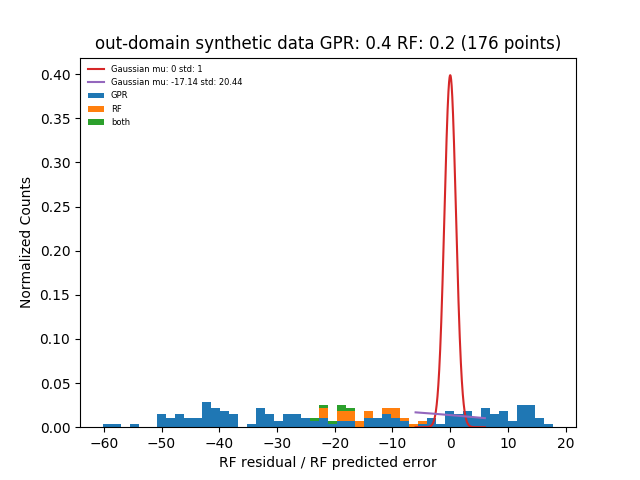 out-domain synthetic data GPR: 0.4 RF: 0.2 (176 points)
Gaussian mu: 0 std: 1
Gaussian mu: -17.14 std: 20.44
GPR
RF
both
Normalized Counts
0.40
0.35
0.30
0.25
0.20
0.15
0.10
0.05
0.00
−60 −50 −40 −30 −20 −10 0 10 20
RF residual / RF predicted error